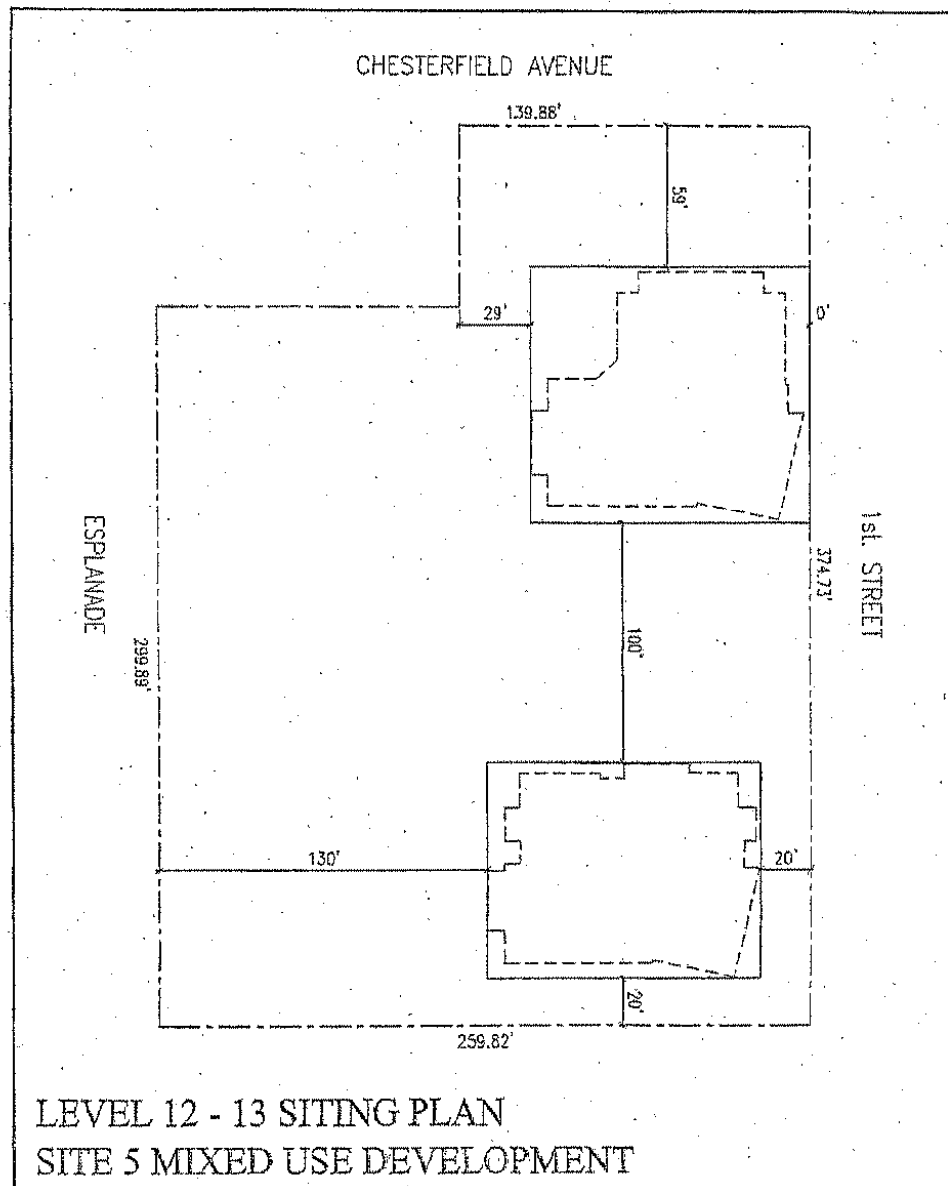 CHESTERFIELD AVENUE
139.88'
59'
29'
0'
ESPLANADE
1st. STREET
374.73'
100'
299.89'
130'
20'
20'
259.82'
LEVEL 12 - 13 SITING PLAN
SITE 5 MIXED USE DEVELOPMENT